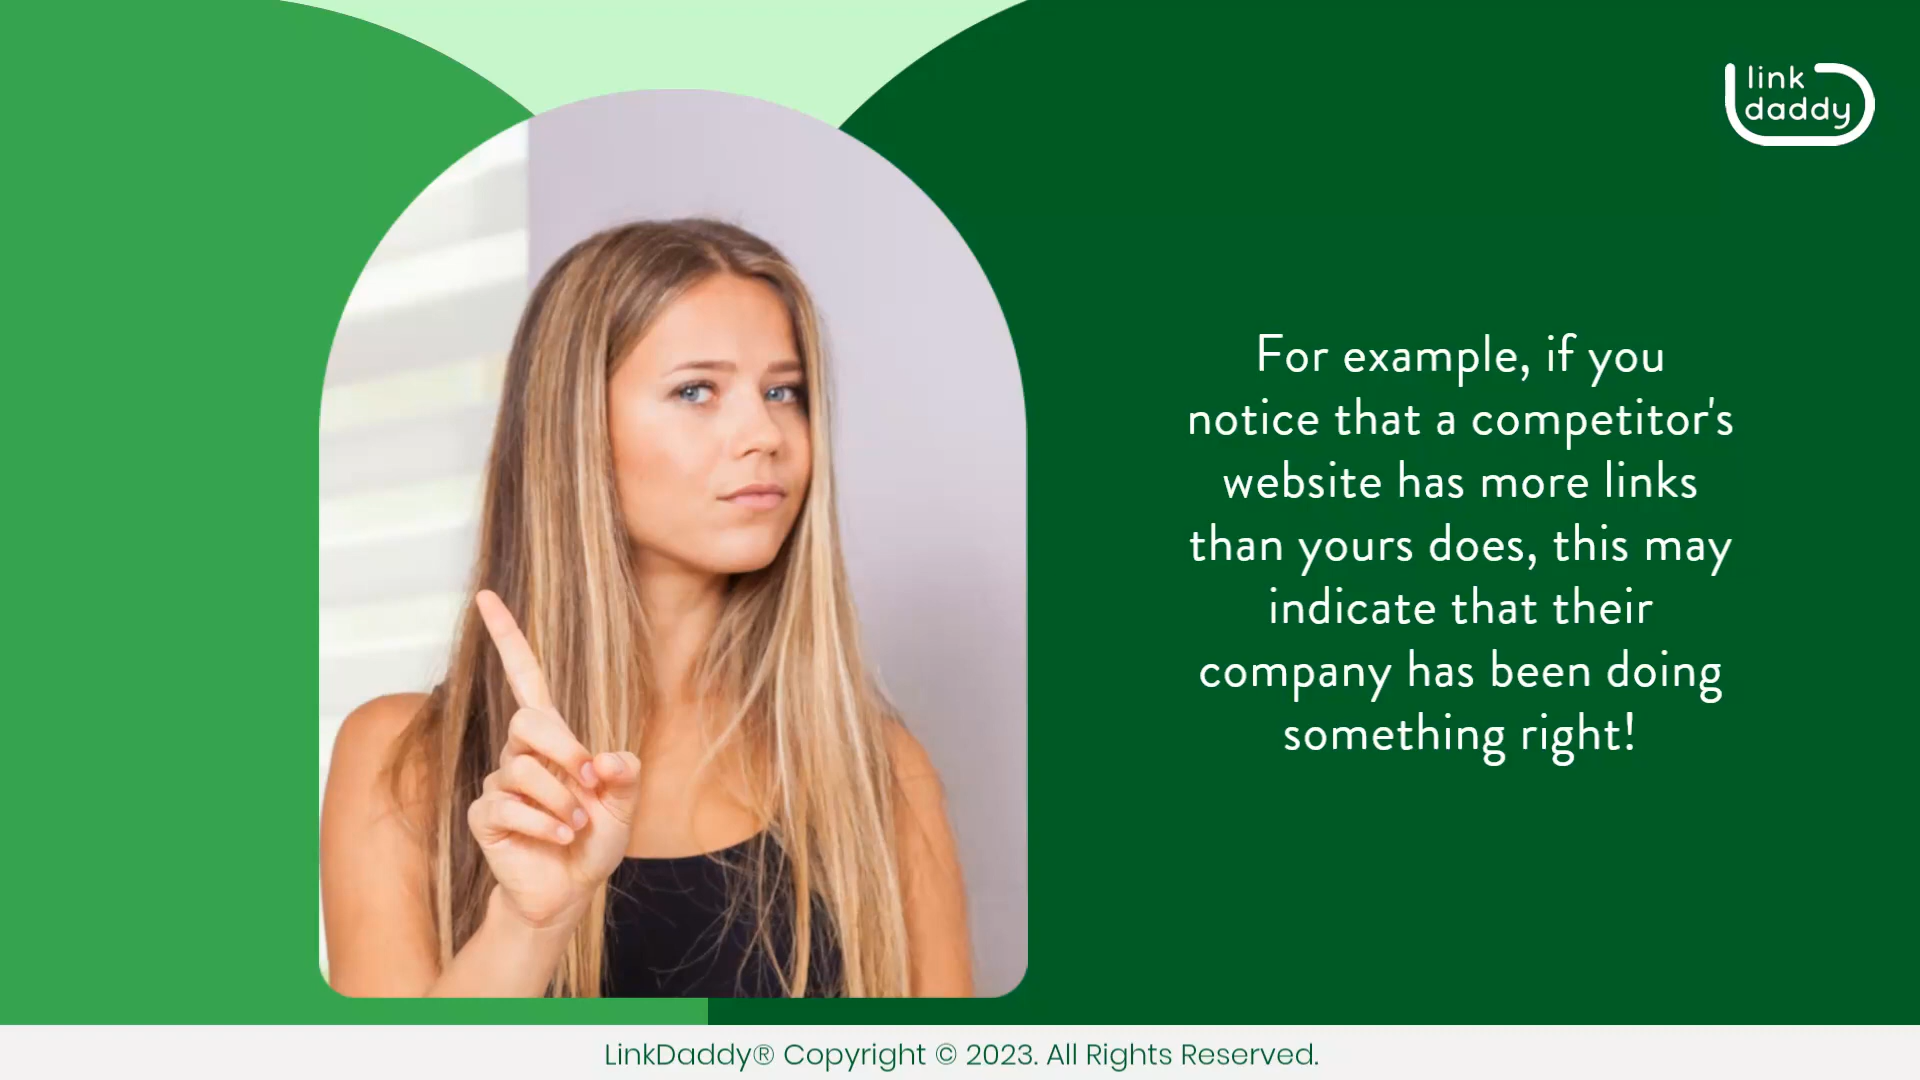 link
daddy
For example, if you
notice that a competitor's
website has more links
than yours does, this may
indicate that their
company has been doing
something right!
LinkDaddy® Copyright © 2023. All Rights Reserved.